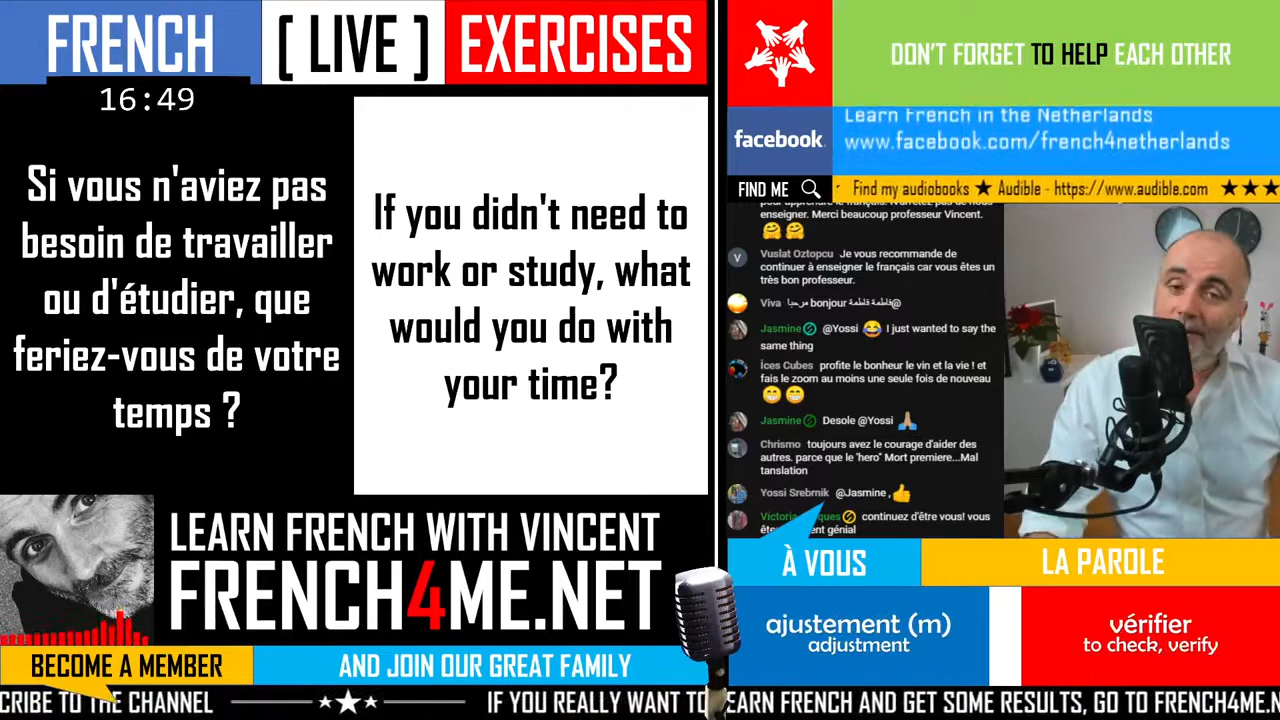 FRENCH
[ LIVE ]
EXERCISES
16:49
Si vous n'aviez pas
besoin de travailler
ou d'étudier, que
feriez-vous de votre
temps ?
If you didn't need to
work or study, what
would you do with
your time?
LEARN FRENCH WITH VINCENT
FRENCH4ME.NET
BECOME A MEMBER
AND JOIN OUR GREAT FAMILY
CRIBE TO THE CHANNEL
IF YOU REALLY WANT TO
LEARN FRENCH AND GET SOME RESULTS, GO TO FRENCH4ME.N
DON'T FORGET TO HELP EACH OTHER
facebook
Learn French in the Netherlands
www.facebook.com/french4netherlands
FIND ME
Find my audiobooks ★ Audible - https://www.audible.com ★★★
enseigner. Merci beaucoup professeur Vincent.
V
Vuslat Oztopcu Je vous recommande de
continuer à enseigner le français car vous êtes un
très bon professeur.
Viva مرحبا bonjour فاطمة فاطمة@
Jasmine @Yossi 😂 I just wanted to say the
same thing
İces Cubes profite le bonheur le vin et la vie ! et
fais le zoom au moins une seule fois de nouveau
😁 😁
Jasmine Desole @Yossi 🙏
Chrismo toujours avez le courage d'aider des
autres. parce que le 'hero" Mort premiere...Mal
tanslation
Yossi Srebrnik @Jasmine , 👍
continuez d'être vous! vous
génial
À VOUS
LA PAROLE
ajustement (m)
adjustment
vérifier
to check, verify